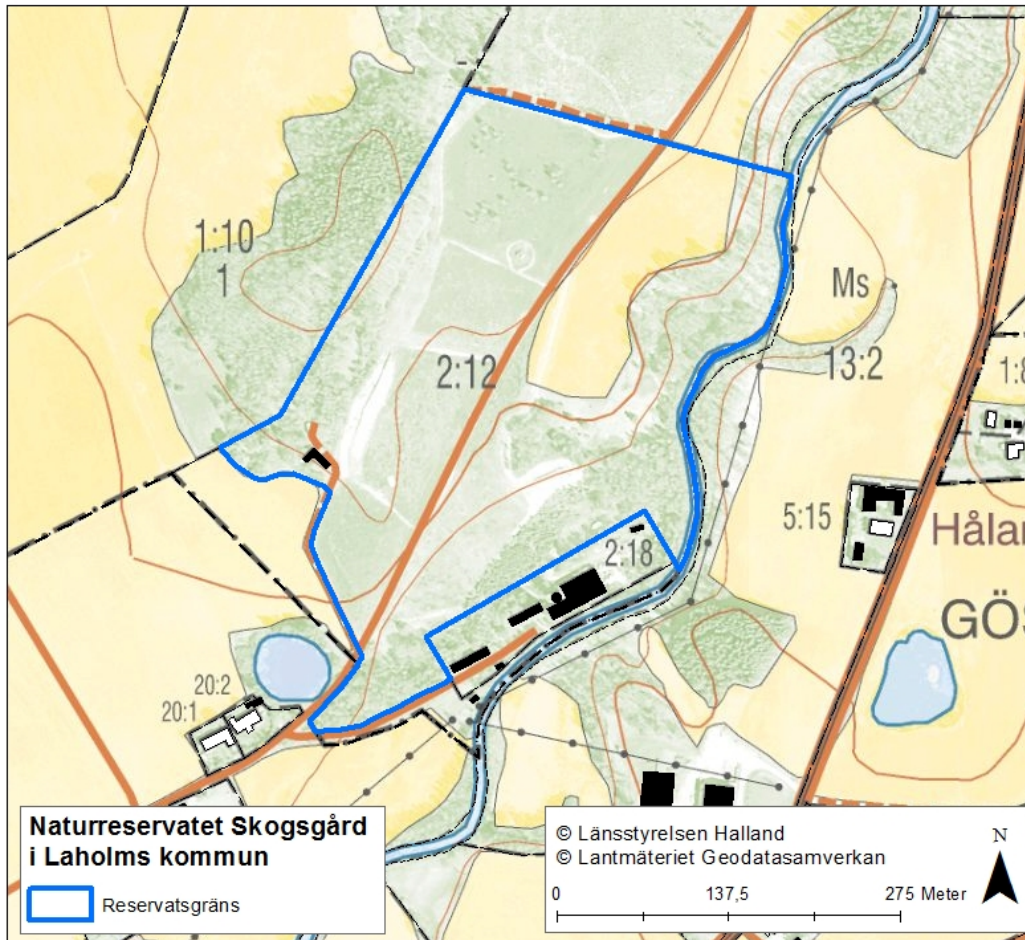 1:10
1
Ms
2:12
13:2
1:8
5:15
Hålan
2:18
GÖS
20:2
20:1
Naturreservatet Skogsgård
i Laholms kommun
Reservatsgräns
© Länsstyrelsen Halland
© Lantmäteriet Geodatasamverkan
N
0 137,5 275 Meter